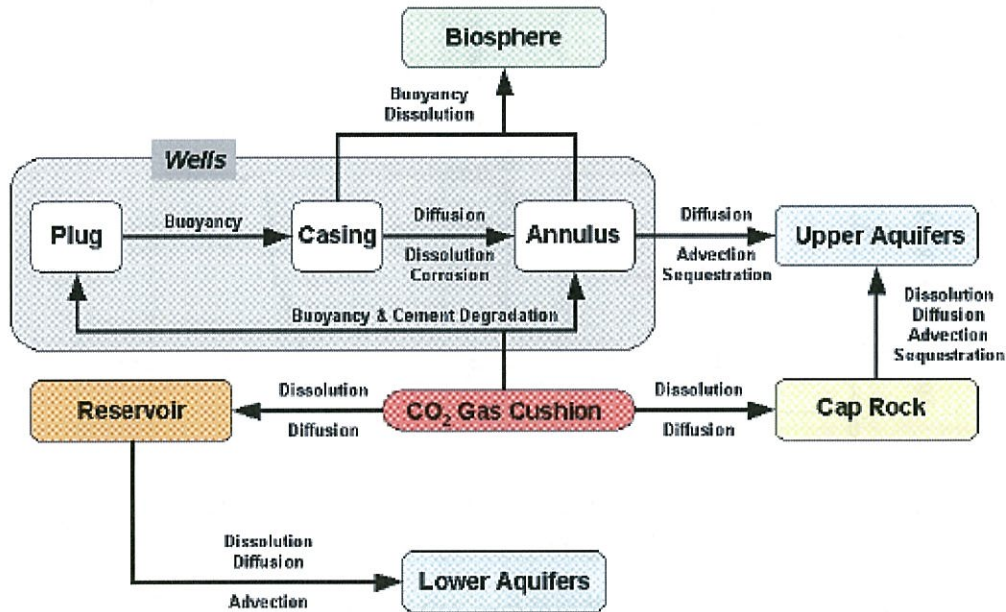 Biosphere
Buoyancy
Dissolution
Wells
Plug
Buoyancy
Casing
Diffusion
Dissolution
Corrosion
Annulus
Diffusion
Advection
Sequestration
Upper Aquifers
Buoyancy & Cement Degradation
Dissolution
Diffusion
Advection
Sequestration
Reservoir
Dissolution
Diffusion
CO₂ Gas Cushion
Dissolution
Diffusion
Cap Rock
Dissolution
Diffusion
Advection
Lower Aquifers